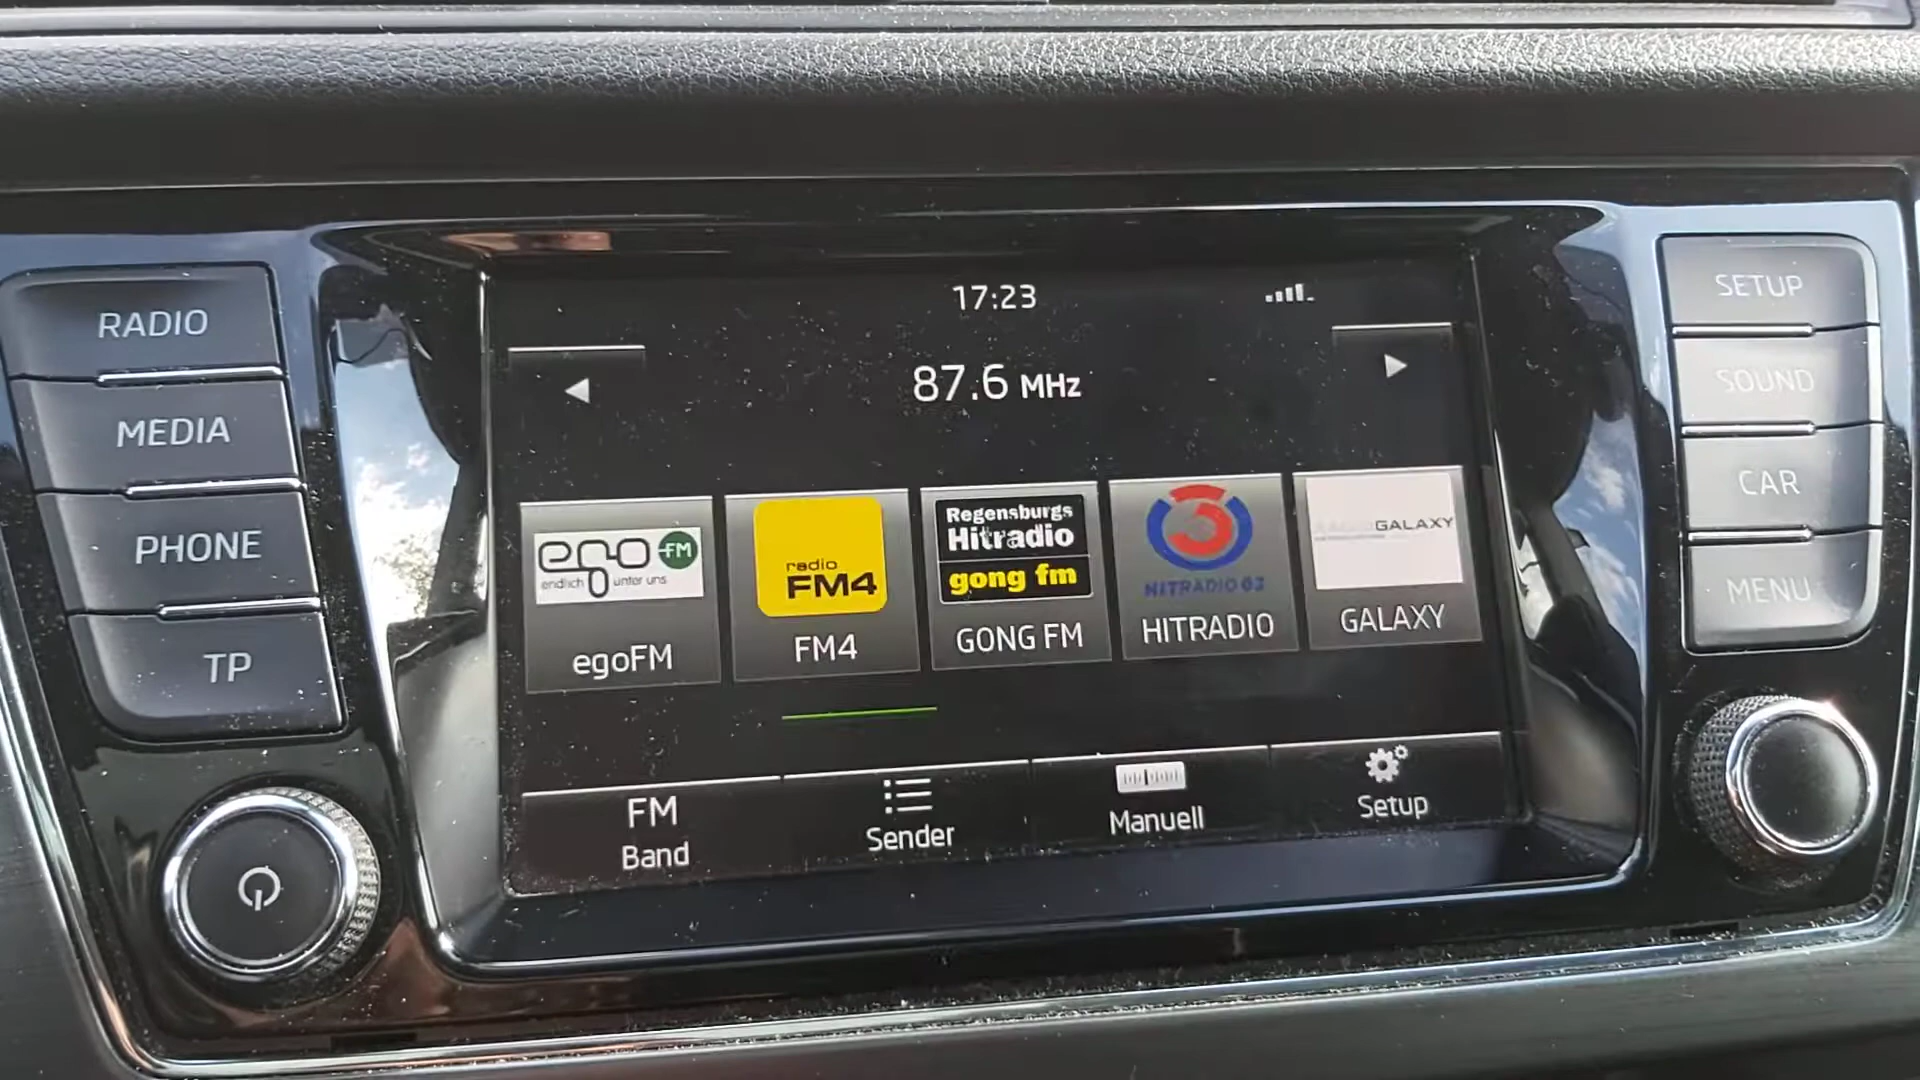 17:23
87.6 MHz
RADIO
MEDIA
PHONE
TP
SETUP
SOUND
CAR
MENU
ego FM
endlich unter uns
egoFM
radio
FM4
FM4
Regensburgs
Hitradio
gong fm
GONG FM
3
HITRADIO Ö3
HITRADIO
GALAXY
GALAXY
FM
Band
Sender
Manuell
Setup